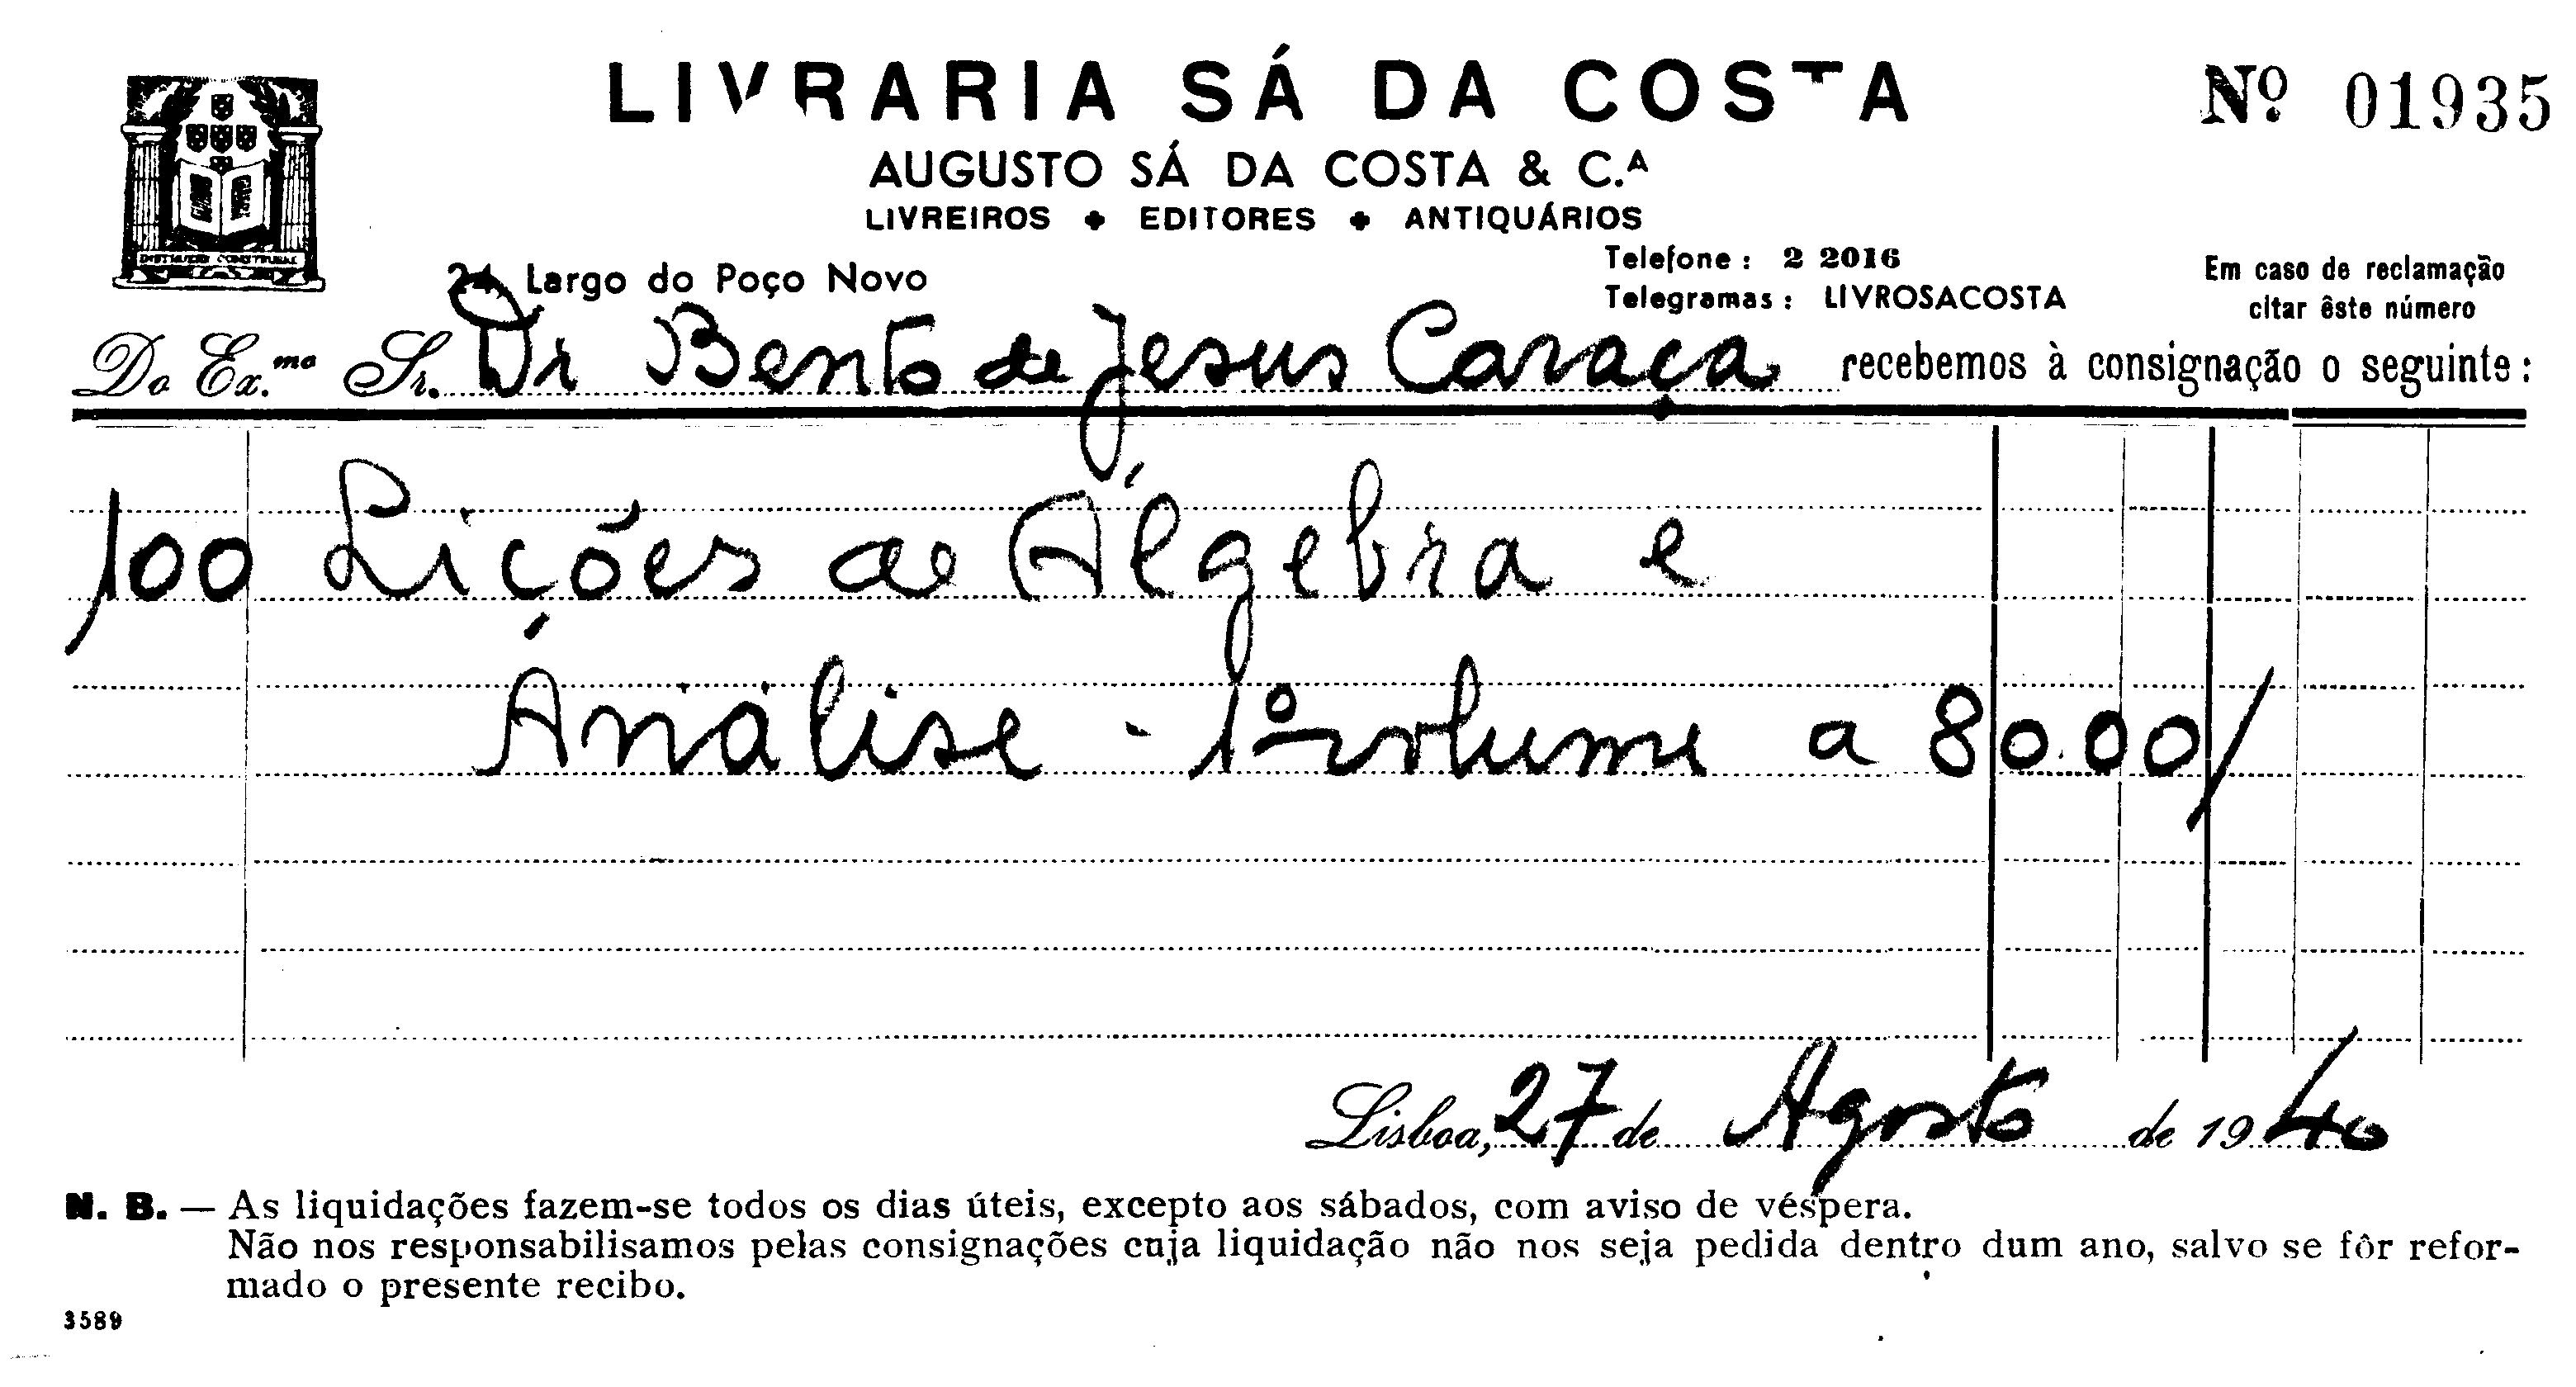 LIVRARIA SÁ DA COSTA
Nº 01935
AUGUSTO SÁ DA COSTA & C.ᴬ
LIVREIROS + EDITORES + ANTIQUÁRIOS
24, Largo do Poço Novo
Telefone : 2 2016
Telegramas : LIVROSACOSTA
Em caso de reclamação
citar êste número
Do Ex.mo Sr. Dr Bento de Jesus Caraça recebemos à consignação o seguinte :
100 Lições de Álgebra e
Análise - 1º volume a 80.00/
Lisboa, 27 de Agosto de 1940
N. B. — As liquidações fazem-se todos os dias úteis, excepto aos sábados, com aviso de véspera.
Não nos responsabilisamos pelas consignações cuja liquidação não nos seja pedida dentro dum ano, salvo se fôr refor-
mado o presente recibo.
3589